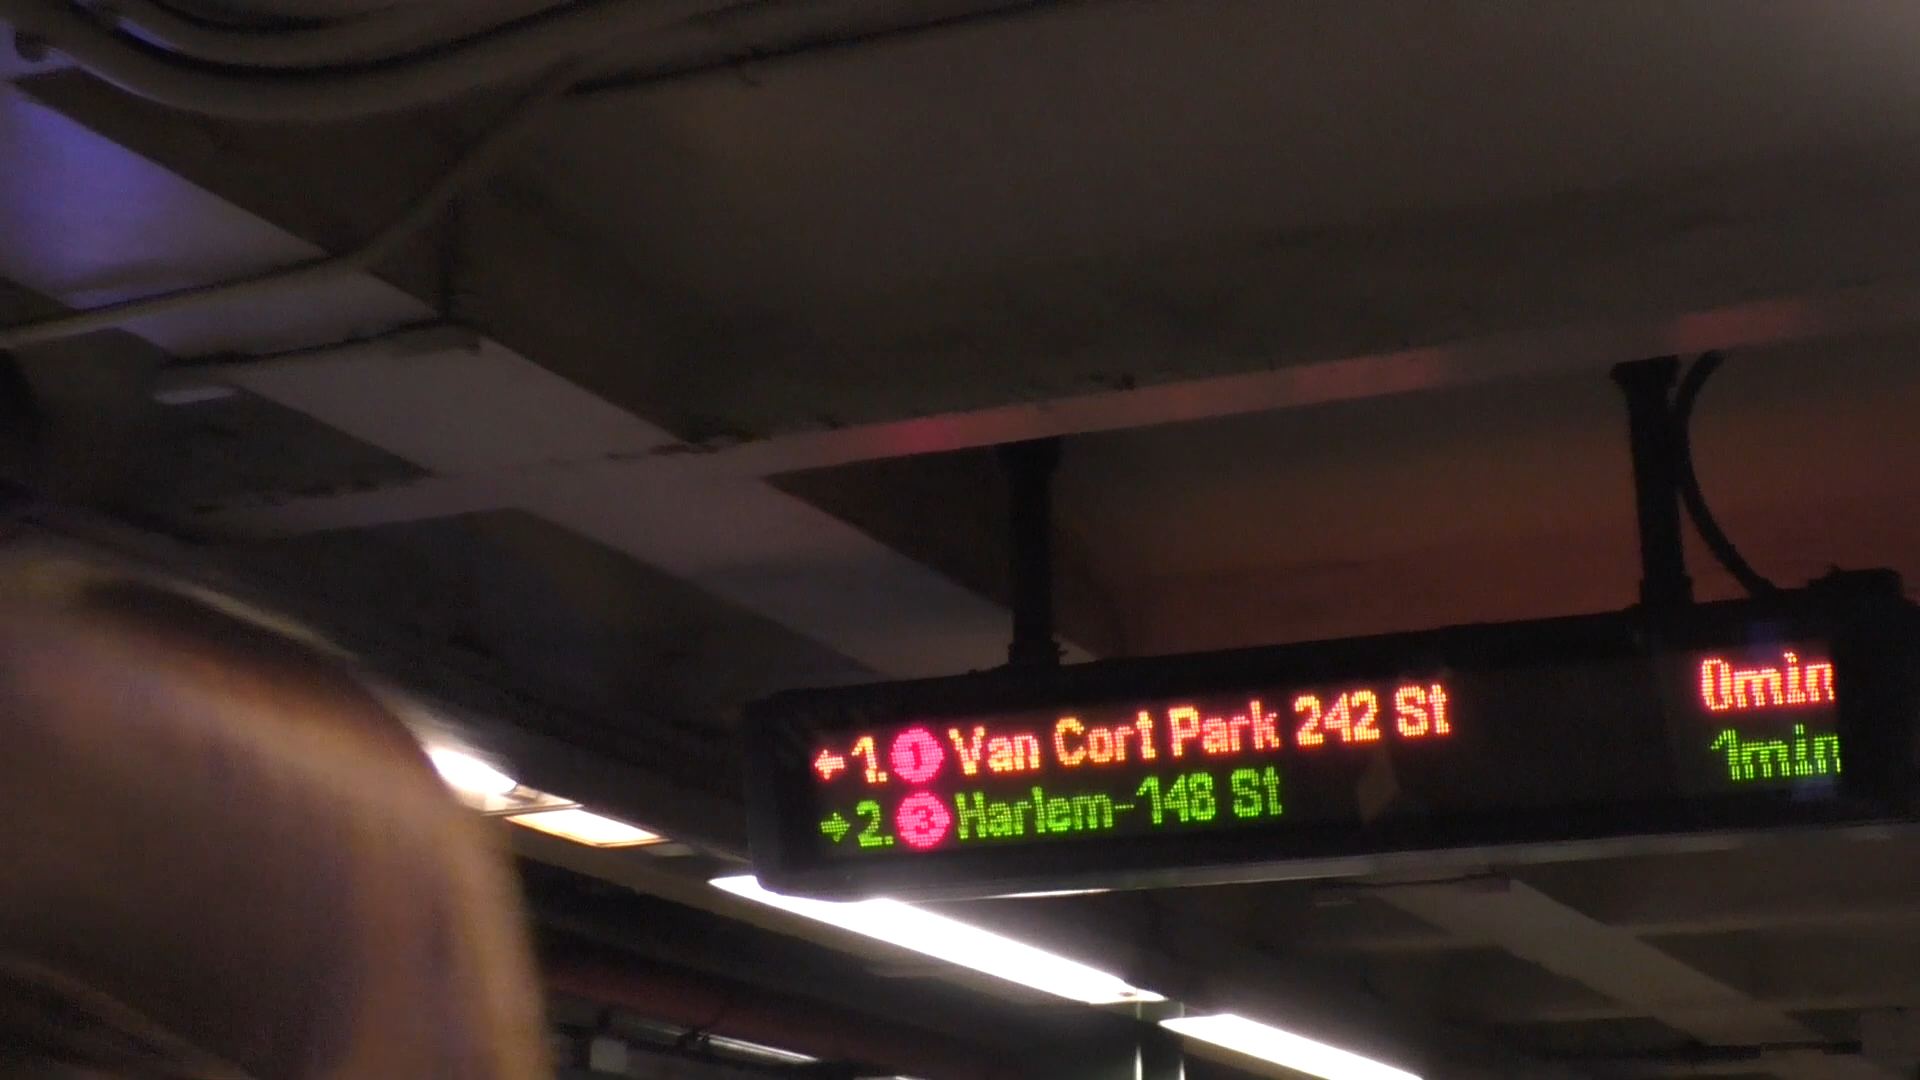 ←1. 1 Van Cort Park 242 St 0min
→2. 3 Harlem-148 St 1min